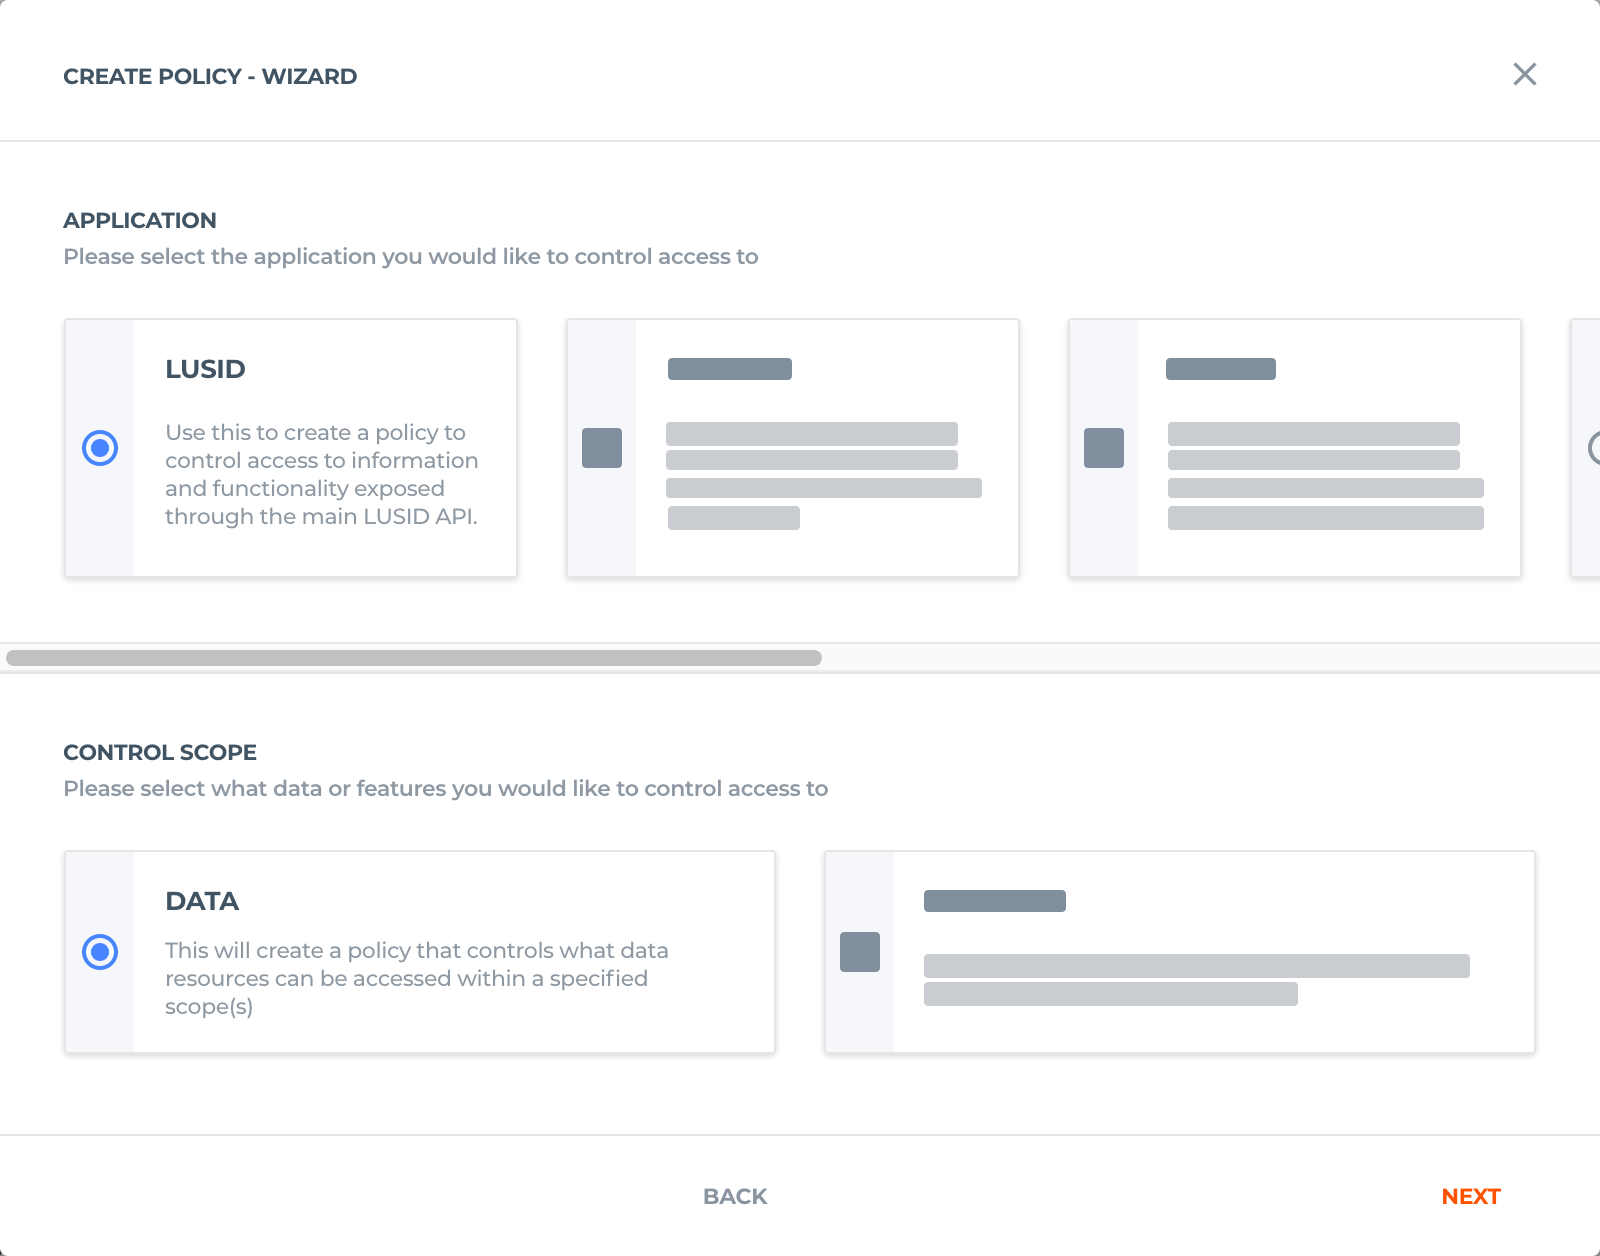 CREATE POLICY - WIZARD
APPLICATION
Please select the application you would like to control access to
LUSID
Use this to create a policy to
control access to information
and functionality exposed
through the main LUSID API.
CONTROL SCOPE
Please select what data or features you would like to control access to
DATA
This will create a policy that controls what data
resources can be accessed within a specified
scope(s)
BACK
NEXT